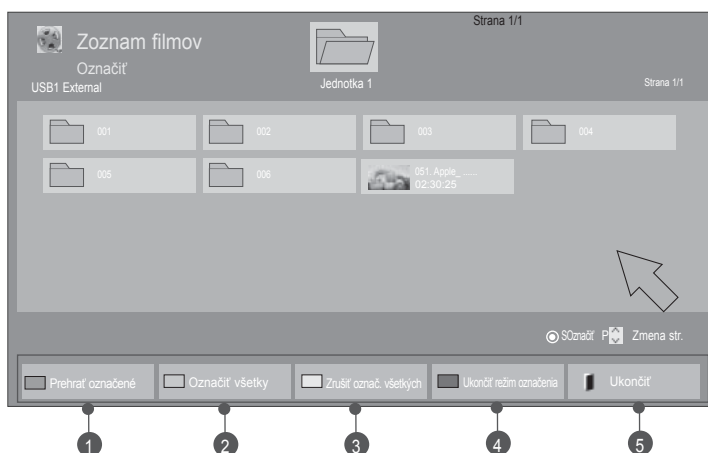 Strana 1/1
Zoznam filmov
Označiť
USB1 External
Jednotka 1
Strana 1/1
001
002
003
004
005
006
051. Apple_ ......
02:30:25
SOznačiť
P
Zmena str.
Prehrať označené
Označiť všetky
Zrušiť označ. všetkých
Ukončiť režim označenia
Ukončiť
1
2
3
4
5